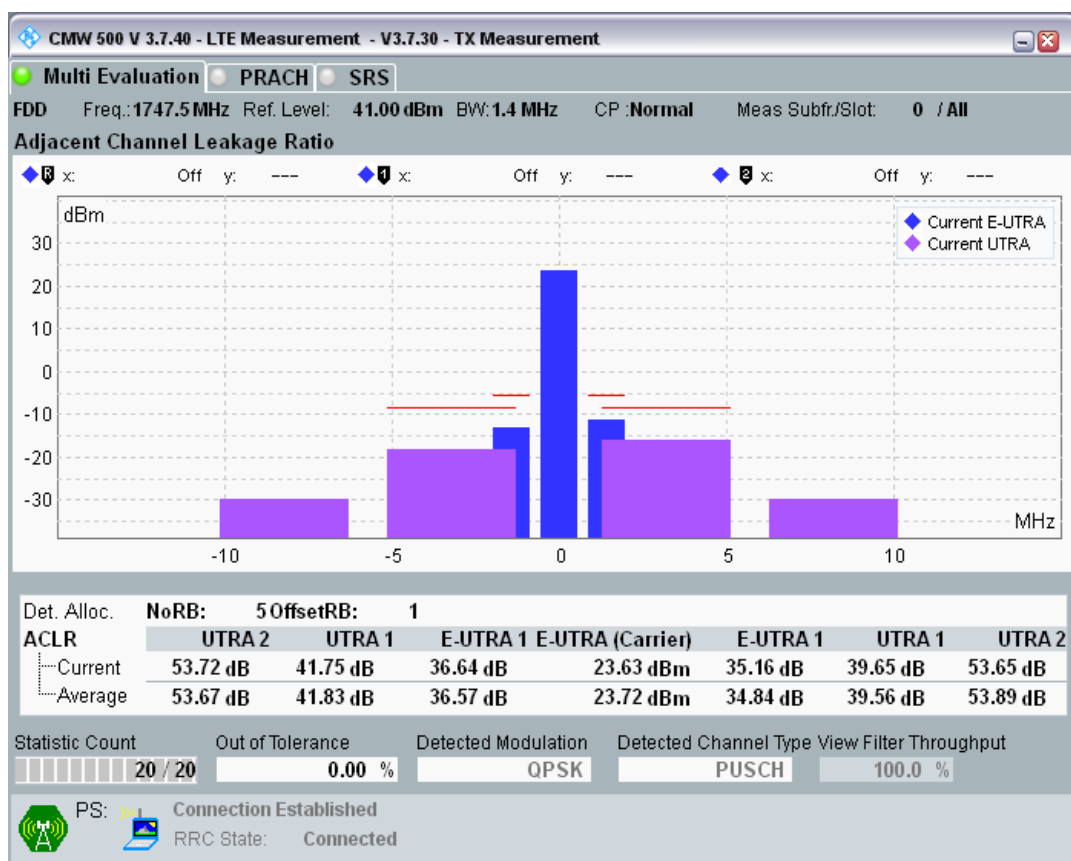 CMW 500 V 3.7.40 - LTE Measurement - V3.7.30 - TX Measurement
Multi Evaluation PRACH SRS
FDD Freq.: 1747.5 MHz Ref. Level: 41.00 dBm BW: 1.4 MHz CP : Normal Meas Subfr./Slot: 0 / All
Adjacent Channel Leakage Ratio
R x: Off y: --- 1 x: Off y: --- 2 x: Off y: ---
dBm
Current E-UTRA
Current UTRA
30
20
10
0
-10
-20
-30
MHz
-10 -5 0 5 10
Det. Alloc. NoRB: 5 OffsetRB: 1
ACLR UTRA 2 UTRA 1 E-UTRA 1 E-UTRA (Carrier) E-UTRA 1 UTRA 1 UTRA 2
Current 53.72 dB 41.75 dB 36.64 dB 23.63 dBm 35.16 dB 39.65 dB 53.65 dB
Average 53.67 dB 41.83 dB 36.57 dB 23.72 dBm 34.84 dB 39.56 dB 53.89 dB
Statistic Count Out of Tolerance Detected Modulation Detected Channel Type View Filter Throughput
20 / 20 0.00 % QPSK PUSCH 100.0 %
PS: Connection Established
RRC State: Connected